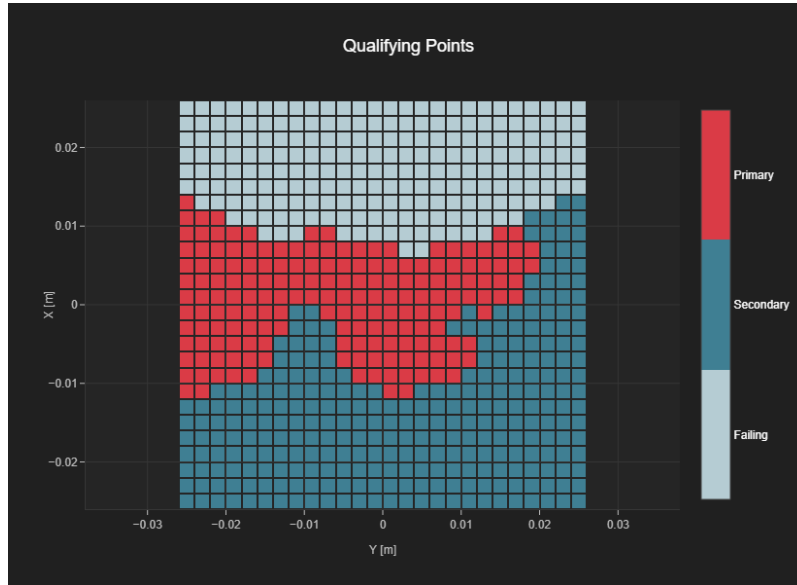 Qualifying Points
0.02
0.01
0
−0.01
−0.02
X [m]
−0.03
−0.02
−0.01
0
0.01
0.02
0.03
Y [m]
Primary
Secondary
Failing